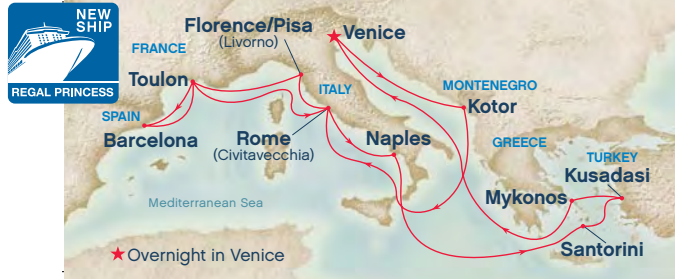 NEW
SHIP
REGAL PRINCESS
Florence/Pisa
(Livorno)
Venice
FRANCE
Toulon
ITALY
MONTENEGRO
Kotor
SPAIN
Barcelona
Rome
(Civitavecchia)
Naples
GREECE
TURKEY
Kusadasi
Mykonos
Mediterranean Sea
Santorini
Overnight in Venice